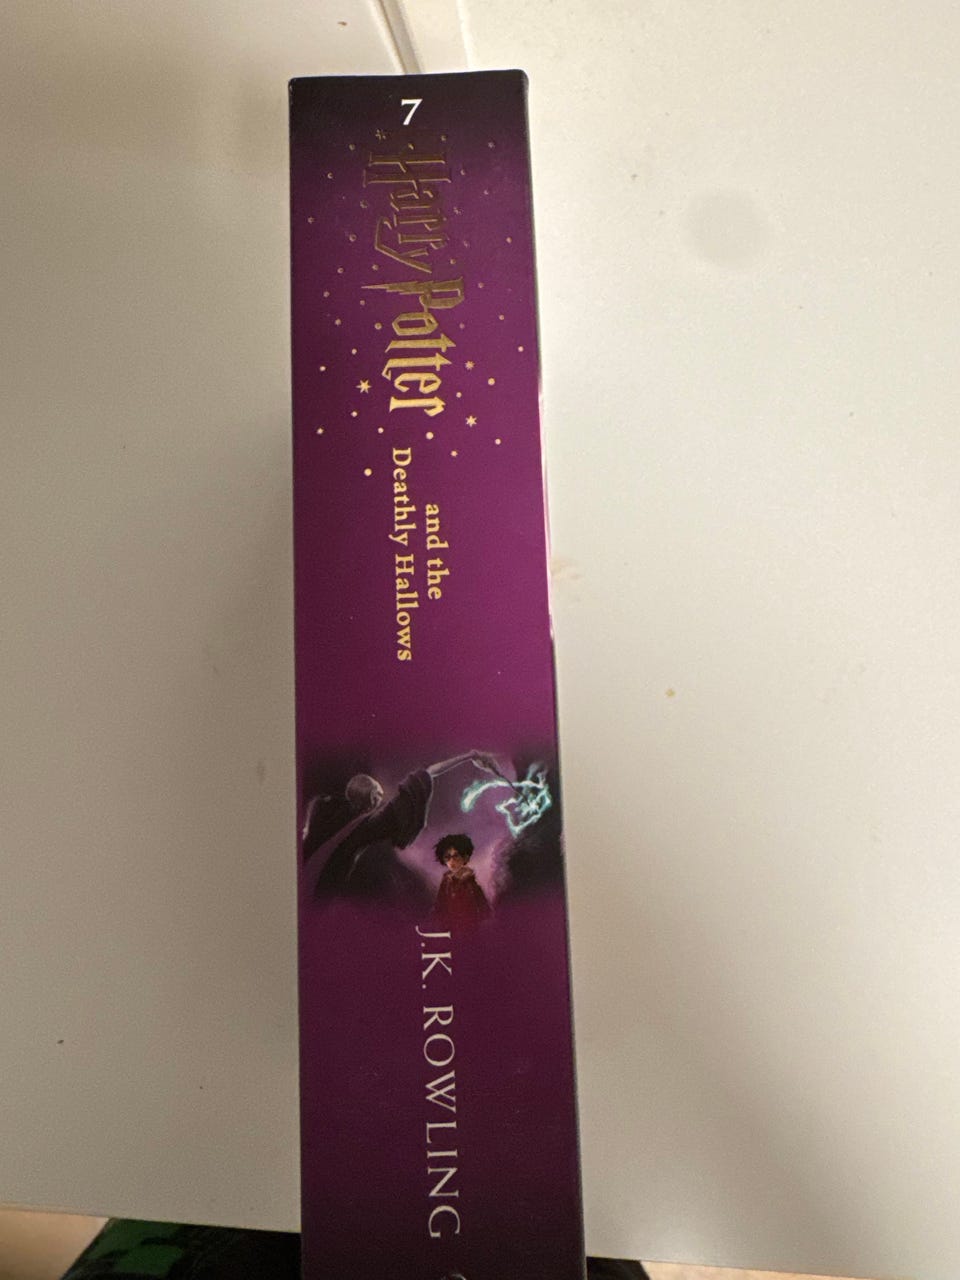 7
Harry Potter
and the
Deathly Hallows
J.K. ROWLING